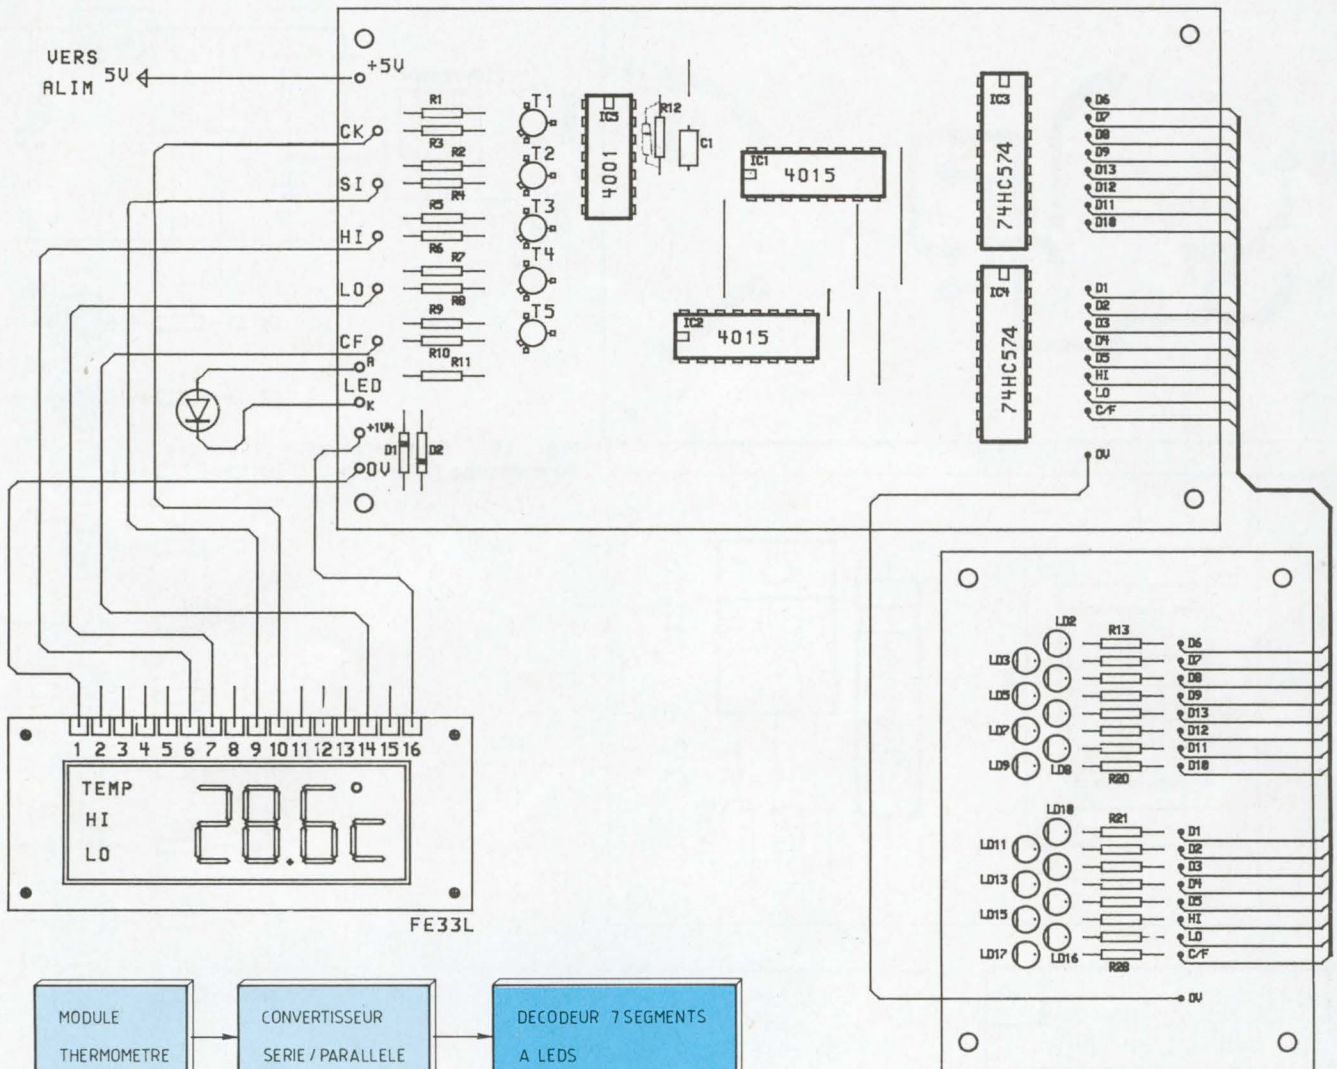 VERS
ALIM 5V
+5V
CK
SI
HI
LO
CF
A
LED
K
+1V4
0V
R1
R3
R2
R4
R5
R6
R7
R8
R9
R10
R11
D1
D2
T1
T2
T3
T4
T5
4001
R12
C1
IC1
4015
IC2
4015
IC3
74HC574
IC4
74HC574
D6
D7
D8
D9
D13
D12
D11
D10
D1
D2
D3
D4
D5
HI
LO
C/F
0V
1 2 3 4 5 6 7 8 9 10 11 12 13 14 15 16
TEMP
HI
LO
28.6°C
FE33L
LD2
LD3
LD5
LD7
LD9
LD8
R13
R20
D6
D7
D8
D9
D13
D12
D11
D10
LD10
LD11
LD13
LD15
LD17
LD16
R21
R28
D1
D2
D3
D4
D5
HI
LO
C/F
0V
MODULE
THERMOMETRE
CONVERTISSEUR
SERIE / PARALLELE
DECODEUR 7 SEGMENTS
A LEDS